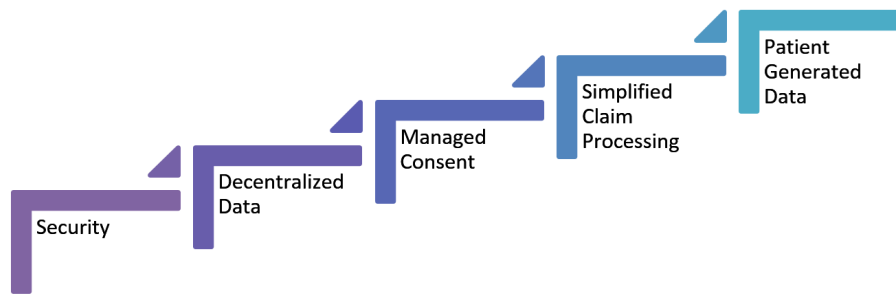 Security
Decentralized
Data
Managed
Consent
Simplified
Claim
Processing
Patient
Generated
Data